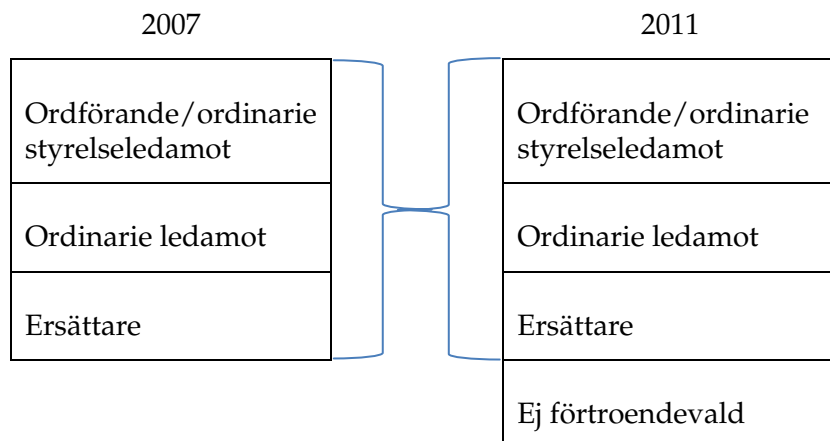 2007
2011
Ordförande/ordinarie
styrelseledamot
Ordförande/ordinarie
styrelseledamot
Ordinarie ledamot
Ordinarie ledamot
Ersättare
Ersättare
Ej förtroendevald